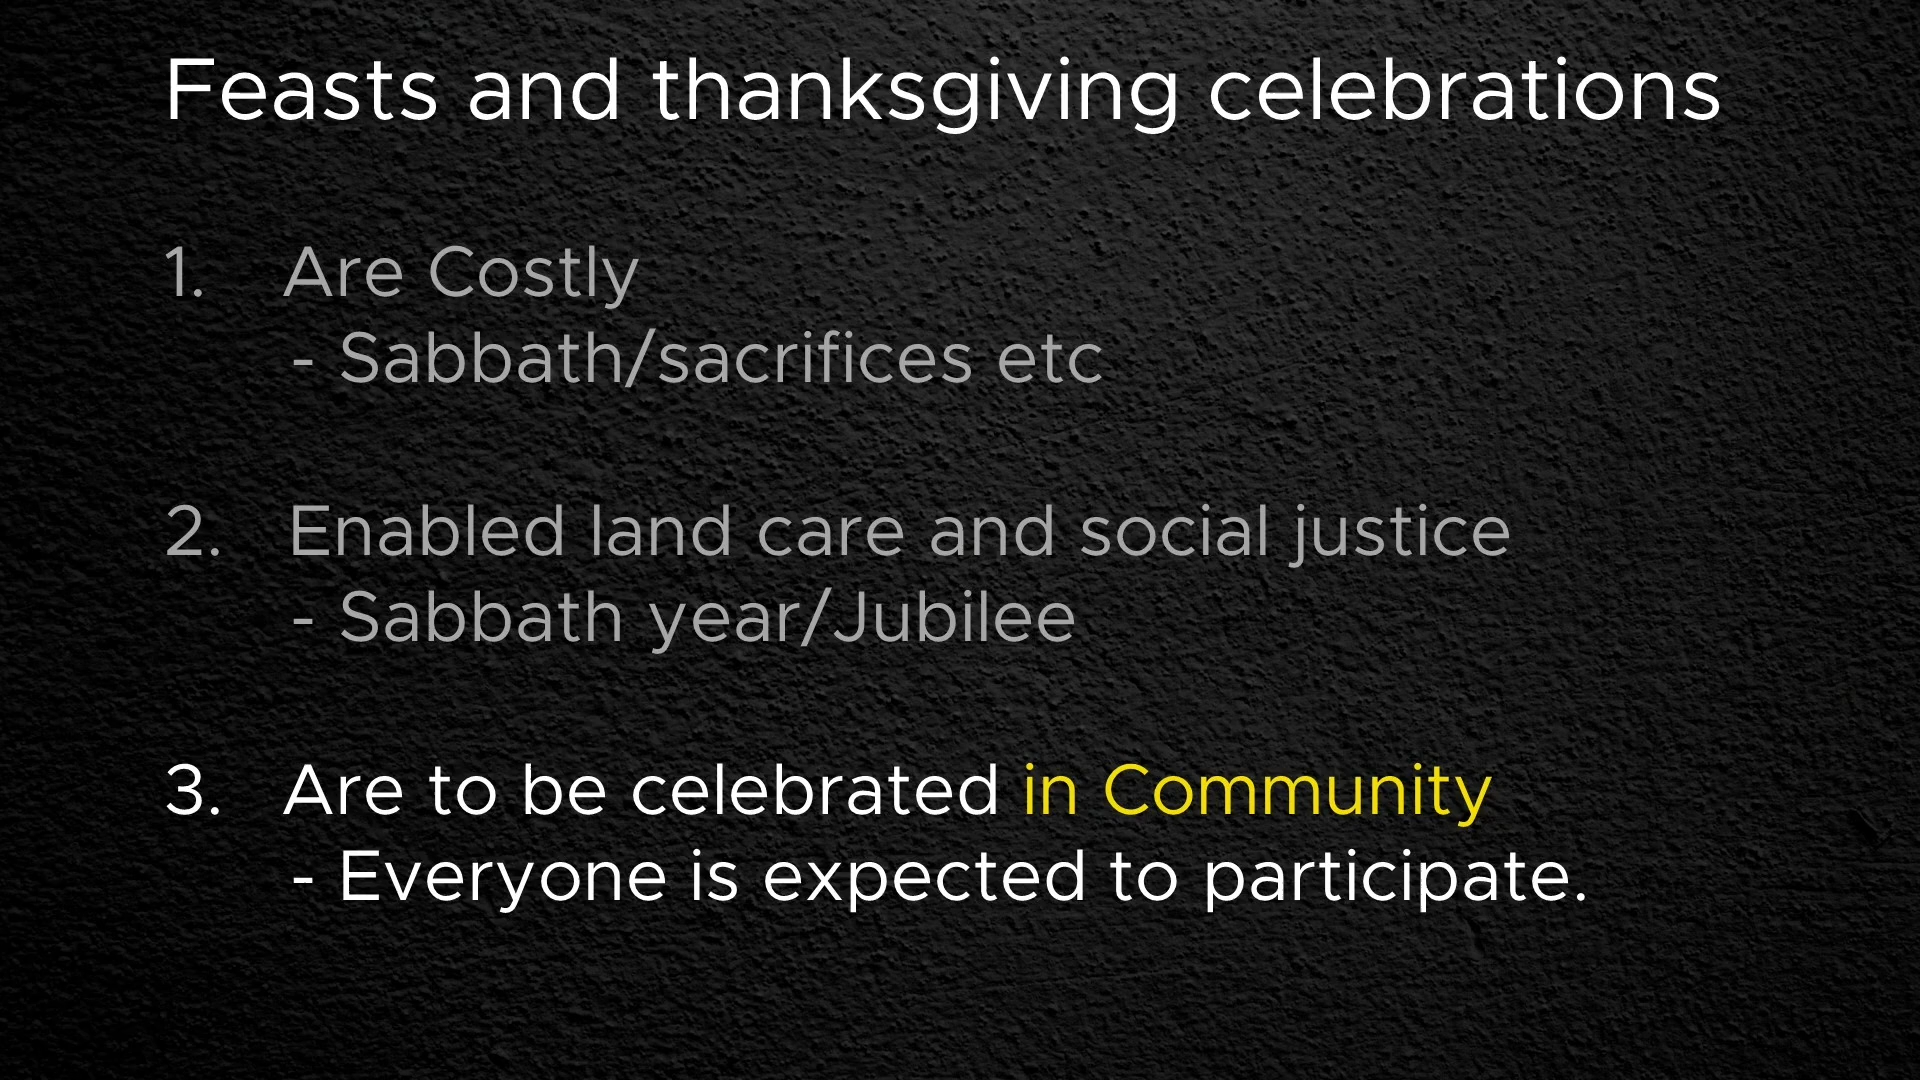 Feasts and thanksgiving celebrations
1. Are Costly
- Sabbath/sacrifices etc
2. Enabled land care and social justice
- Sabbath year/Jubilee
3. Are to be celebrated in Community
- Everyone is expected to participate.